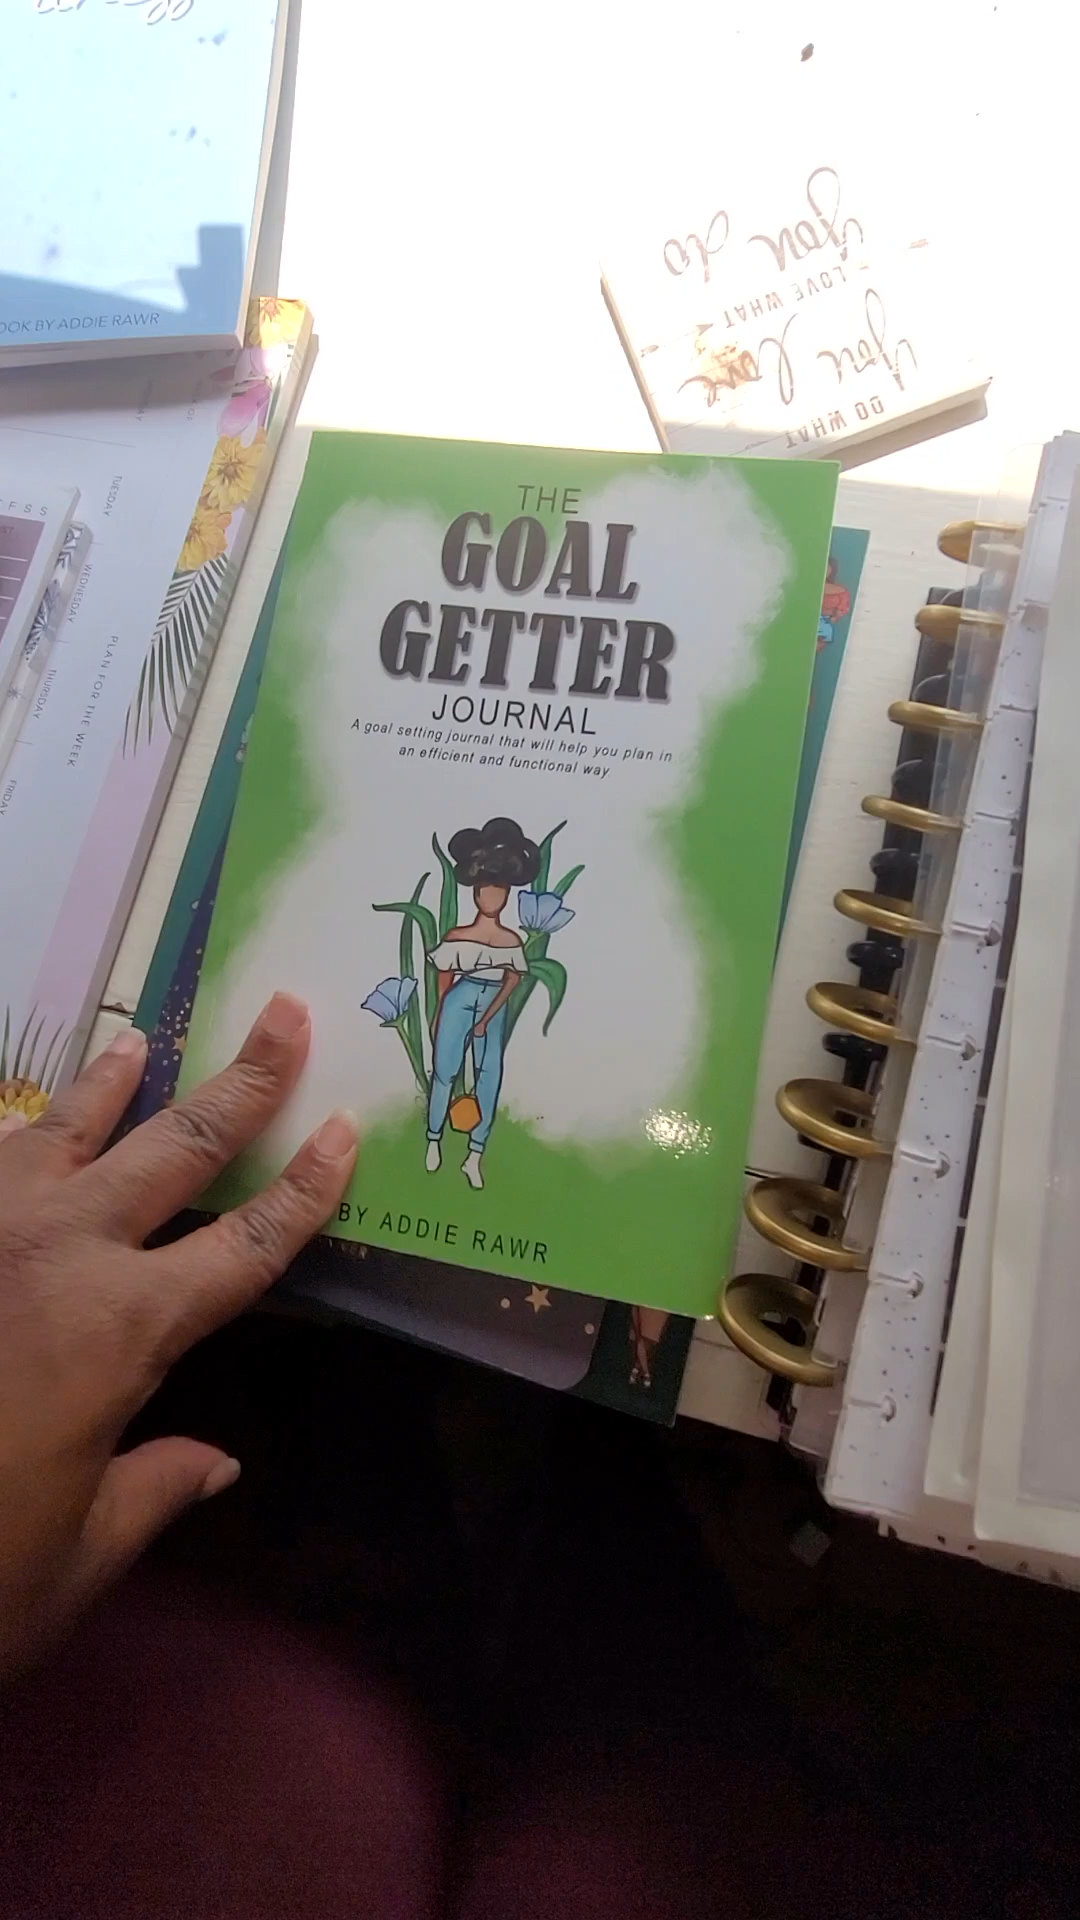 OOK BY ADDIE RAWR
you do
LOVE WHAT
you love
DO WHAT
F S S
TUESDAY
WEDNESDAY
THURSDAY
FRIDAY
PLAN FOR THE WEEK
THE
GOAL
GETTER
JOURNAL
A goal setting journal that will help you plan in
an efficient and functional way
BY ADDIE RAWR